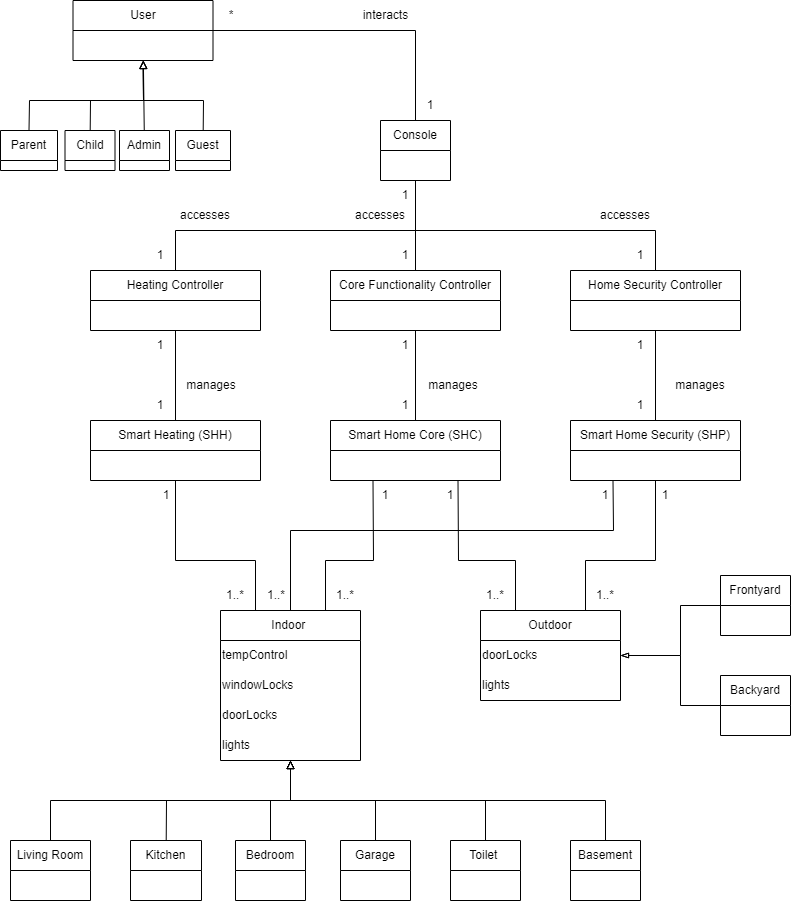 User
*
interacts
1
Parent
Child
Admin
Guest
Console
1
accesses
accesses
accesses
1
1
1
Heating Controller
Core Functionality Controller
Home Security Controller
1
1
1
manages
manages
manages
1
1
1
Smart Heating (SHH)
Smart Home Core (SHC)
Smart Home Security (SHP)
1
1
1
1
1
1..*
1..*
1..*
1..*
1..*
Indoor
tempControl
windowLocks
doorLocks
lights
Outdoor
doorLocks
lights
Frontyard
Backyard
Living Room
Kitchen
Bedroom
Garage
Toilet
Basement